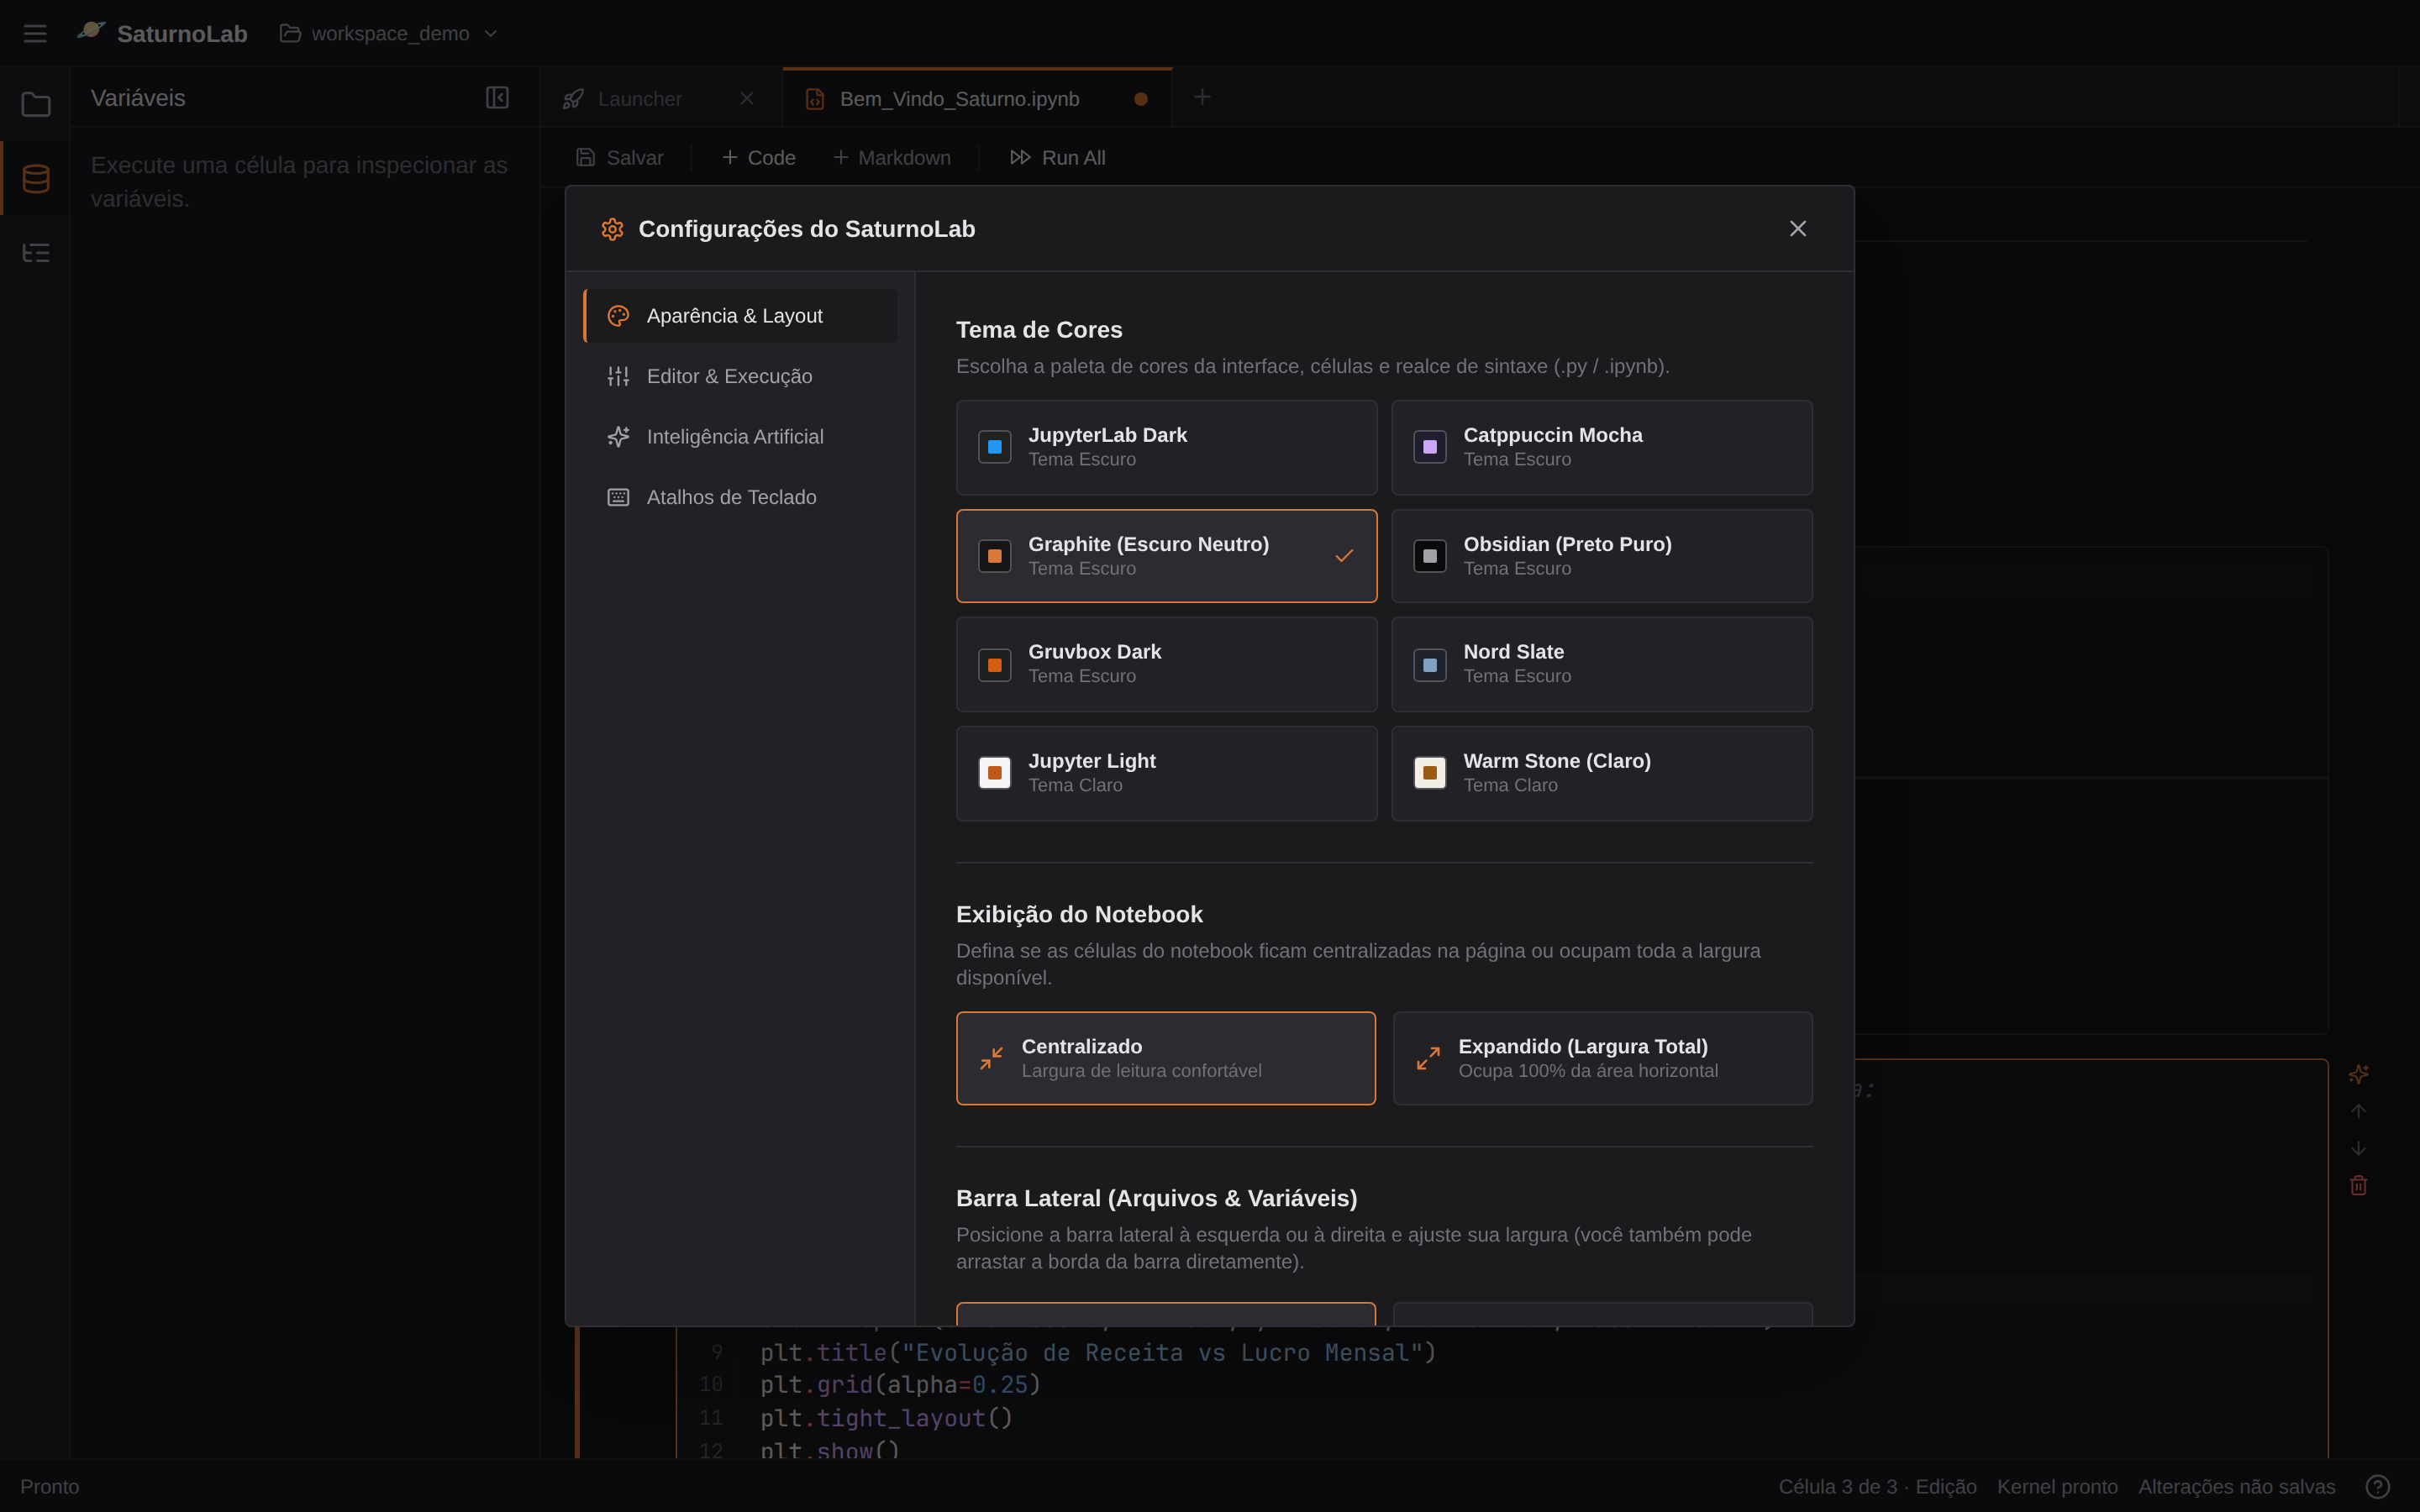 SaturnoLab
workspace_demo
Variáveis
Launcher
Bem_Vindo_Saturno.ipynb
Execute uma célula para inspecionar as
variáveis.
Salvar
Code
Markdown
Run All
Configurações do SaturnoLab
Aparência & Layout
Editor & Execução
Inteligência Artificial
Atalhos de Teclado
Tema de Cores
Escolha a paleta de cores da interface, células e realce de sintaxe (.py / .ipynb).
JupyterLab Dark
Tema Escuro
Catppuccin Mocha
Tema Escuro
Graphite (Escuro Neutro)
Tema Escuro
Obsidian (Preto Puro)
Tema Escuro
Gruvbox Dark
Tema Escuro
Nord Slate
Tema Escuro
Jupyter Light
Tema Claro
Warm Stone (Claro)
Tema Claro
Exibição do Notebook
Defina se as células do notebook ficam centralizadas na página ou ocupam toda a largura
disponível.
Centralizado
Largura de leitura confortável
Expandido (Largura Total)
Ocupa 100% da área horizontal
a:
Barra Lateral (Arquivos & Variáveis)
Posicione a barra lateral à esquerda ou à direita e ajuste sua largura (você também pode
arrastar a borda da barra diretamente).
9 plt.title("Evolução de Receita vs Lucro Mensal")
10 plt.grid(alpha=0.25)
11 plt.tight_layout()
12 plt.show()
Pronto
Célula 3 de 3 · Edição
Kernel pronto
Alterações não salvas